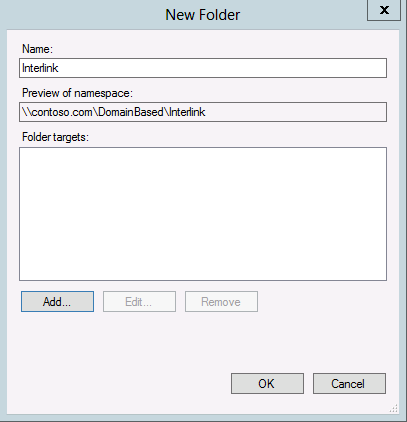 New Folder
x
Name:
Interlink
Preview of namespace:
\\contoso.com\DomainBased\Interlink
Folder targets:
Add... Edit... Remove
OK Cancel